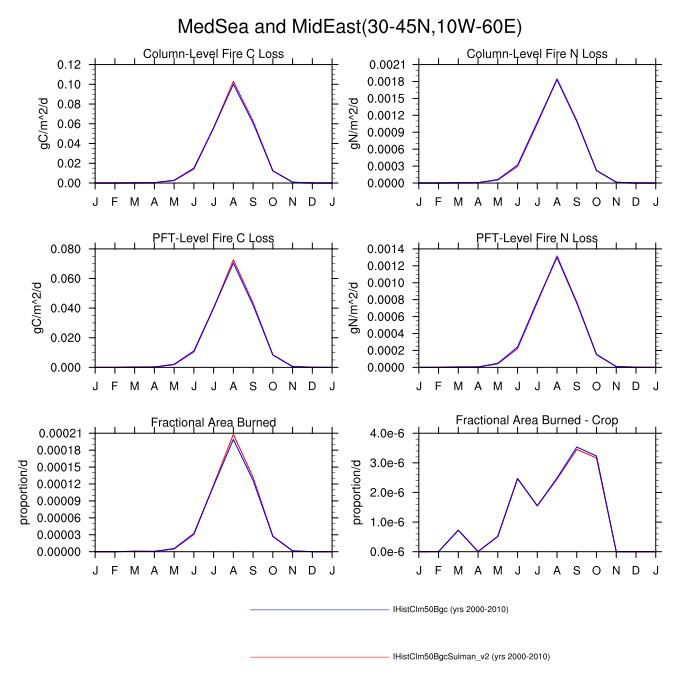 MedSea and MidEast(30-45N,10W-60E)
Column-Level Fire C Loss
0.12
0.10
0.08
0.06
0.04
0.02
0.00
gC/m^2/d
J F M A M J J A S O N D J
Column-Level Fire N Loss
0.0021
0.0018
0.0015
0.0012
0.0009
0.0006
0.0003
0.0000
gN/m^2/d
J F M A M J J A S O N D J
PFT-Level Fire C Loss
0.080
0.060
0.040
0.020
0.000
gC/m^2/d
J F M A M J J A S O N D J
PFT-Level Fire N Loss
0.0014
0.0012
0.0010
0.0008
0.0006
0.0004
0.0002
0.0000
gN/m^2/d
J F M A M J J A S O N D J
Fractional Area Burned
0.00021
0.00018
0.00015
0.00012
0.00009
0.00006
0.00003
0.00000
proportion/d
J F M A M J J A S O N D J
Fractional Area Burned - Crop
4.0e-6
3.0e-6
2.0e-6
1.0e-6
0.0e-6
proportion/d
J F M A M J J A S O N D J
IHistClm50Bgc (yrs 2000-2010)
IHistClm50BgcSulman_v2 (yrs 2000-2010)